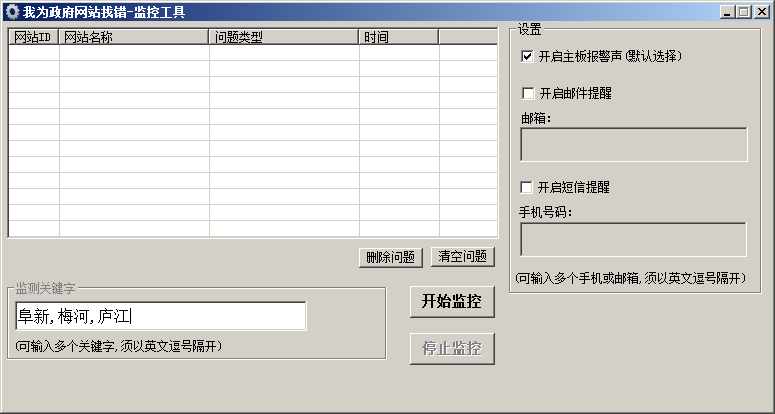 我为政府网站找错-监控工具
网站ID 网站名称 问题类型 时间
删除问题 清空问题
监测关键字
阜新,梅河,庐江
(可输入多个关键字,须以英文逗号隔开)
开始监控
停止监控
设置
开启主板报警声(默认选择)
开启邮件提醒
邮箱:
开启短信提醒
手机号码:
(可输入多个手机或邮箱,须以英文逗号隔开)